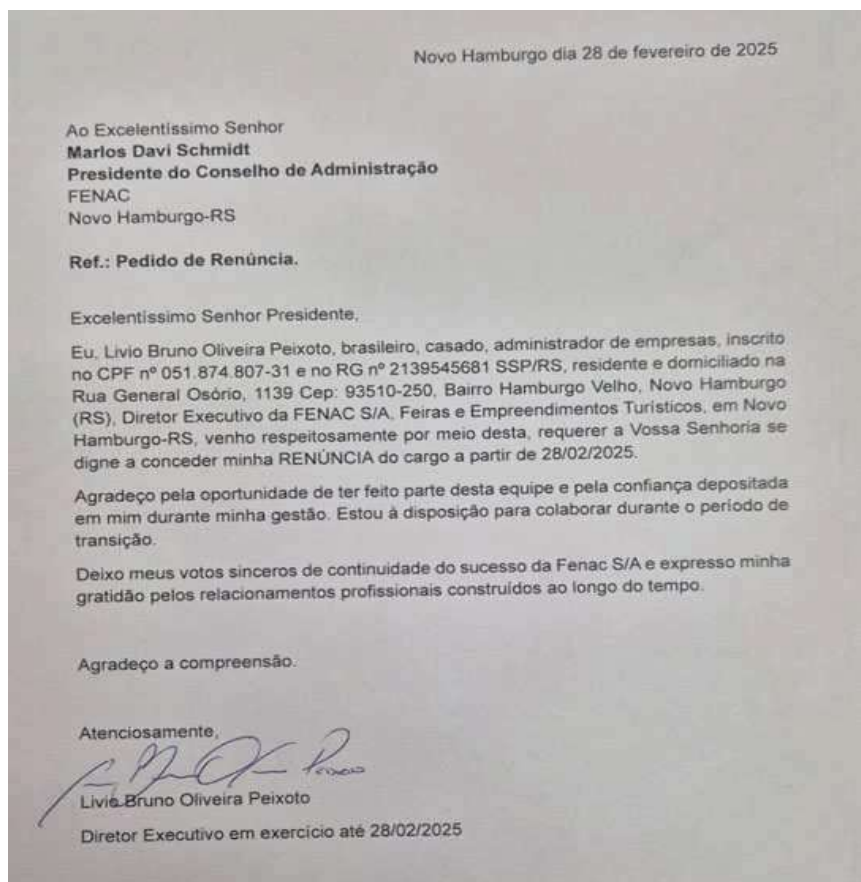 Novo Hamburgo dia 28 de fevereiro de 2025
Ao Excelentíssimo Senhor
Marlos Davi Schmidt
Presidente do Conselho de Administração
FENAC
Novo Hamburgo-RS
Ref.: Pedido de Renúncia.
Excelentíssimo Senhor Presidente,
Eu, Livio Bruno Oliveira Peixoto, brasileiro, casado, administrador de empresas, inscrito
no CPF nº 051.874.807-31 e no RG nº 2139545681 SSP/RS, residente e domiciliado na
Rua General Osório, 1139 Cep: 93510-250, Bairro Hamburgo Velho, Novo Hamburgo
(RS), Diretor Executivo da FENAC S/A, Feiras e Empreendimentos Turísticos, em Novo
Hamburgo-RS, venho respeitosamente por meio desta, requerer a Vossa Senhoria se
digne a conceder minha RENÚNCIA do cargo a partir de 28/02/2025.
Agradeço pela oportunidade de ter feito parte desta equipe e pela confiança depositada
em mim durante minha gestão. Estou à disposição para colaborar durante o período de
transição.
Deixo meus votos sinceros de continuidade do sucesso da Fenac S/A e expresso minha
gratidão pelos relacionamentos profissionais construídos ao longo do tempo.
Agradeço a compreensão.
Atenciosamente,
Livio Bruno Oliveira Peixoto
Diretor Executivo em exercício até 28/02/2025